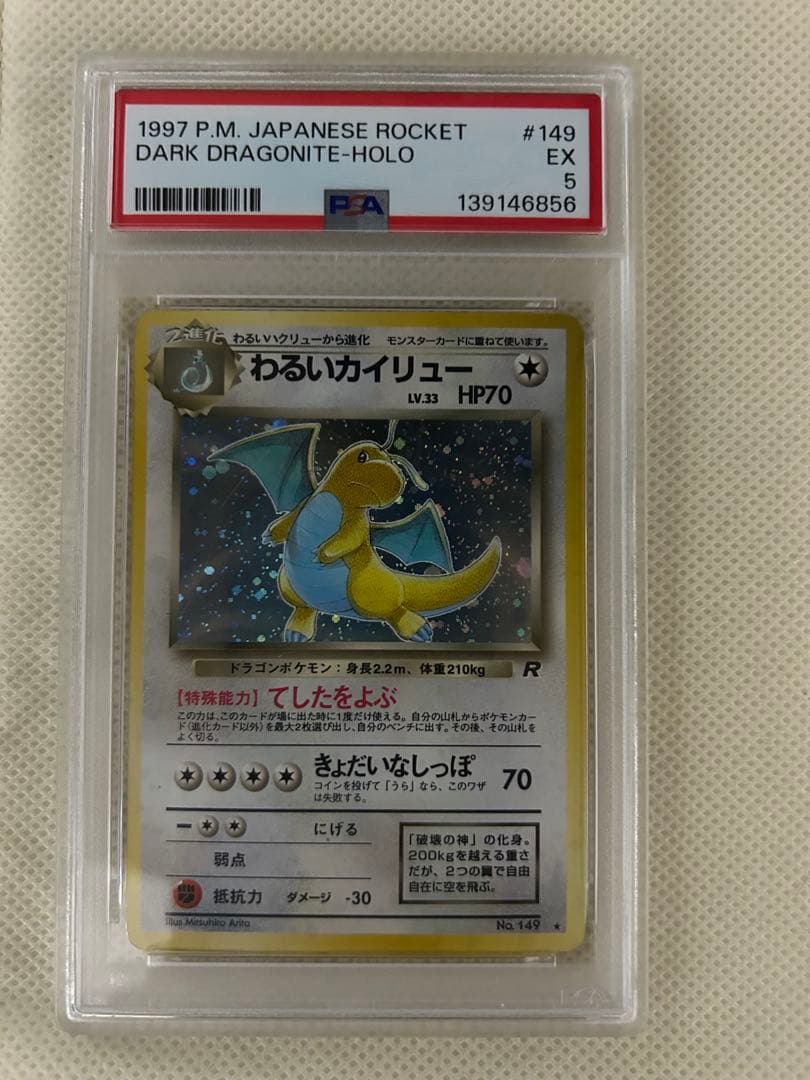 1997 P.M. JAPANESE ROCKET #149
DARK DRAGONITE-HOLO EX
5
PSA 139146856
2進化 わるいハクリューから進化 モンスターカードに重ねて使います。
わるいカイリュー
LV.33 HP70
ドラゴンポケモン：身長2.2m、体重210kg R
【特殊能力】てしたをよぶ
この力は、このカードが場に出た時に1度だけ使える。自分の山札からポケモンカー
ド（進化カード以外）を最大2枚選び出し、自分のベンチに出す。その後、その山札を
よく切る。
きょだいなしっぽ 70
コインを投げて「うら」なら、このワザ
は失敗する。
にげる
弱点
抵抗力 ダメージ -30
「破壊の神」の化身。
200kgを越える重さ
だが、2つの翼で自由
自在に空を飛ぶ。
Illus. Mitsuhiro Arita No. 149 ★